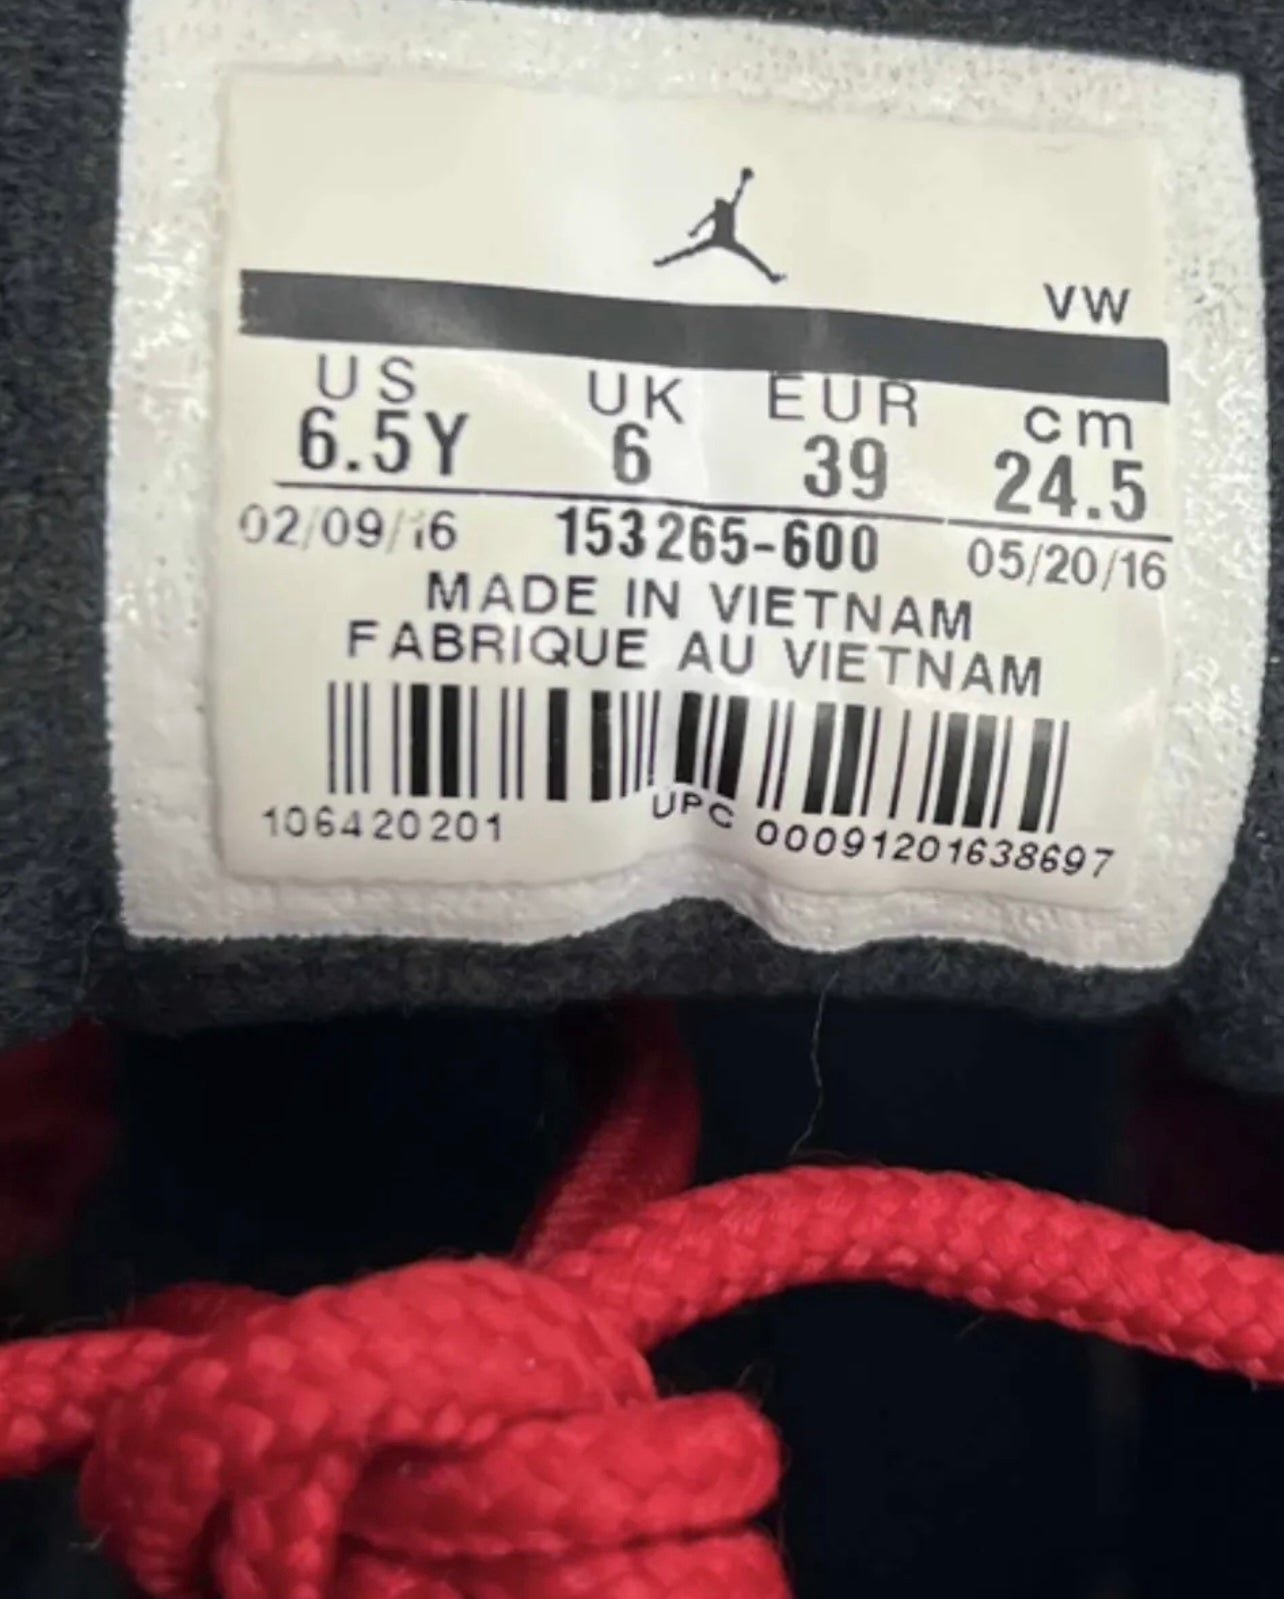 VW
US UK EUR cm
6.5Y 6 39 24.5
02/09/16 153265-600 05/20/16
MADE IN VIETNAM
FABRIQUE AU VIETNAM
106420201 UPC 00091201638697